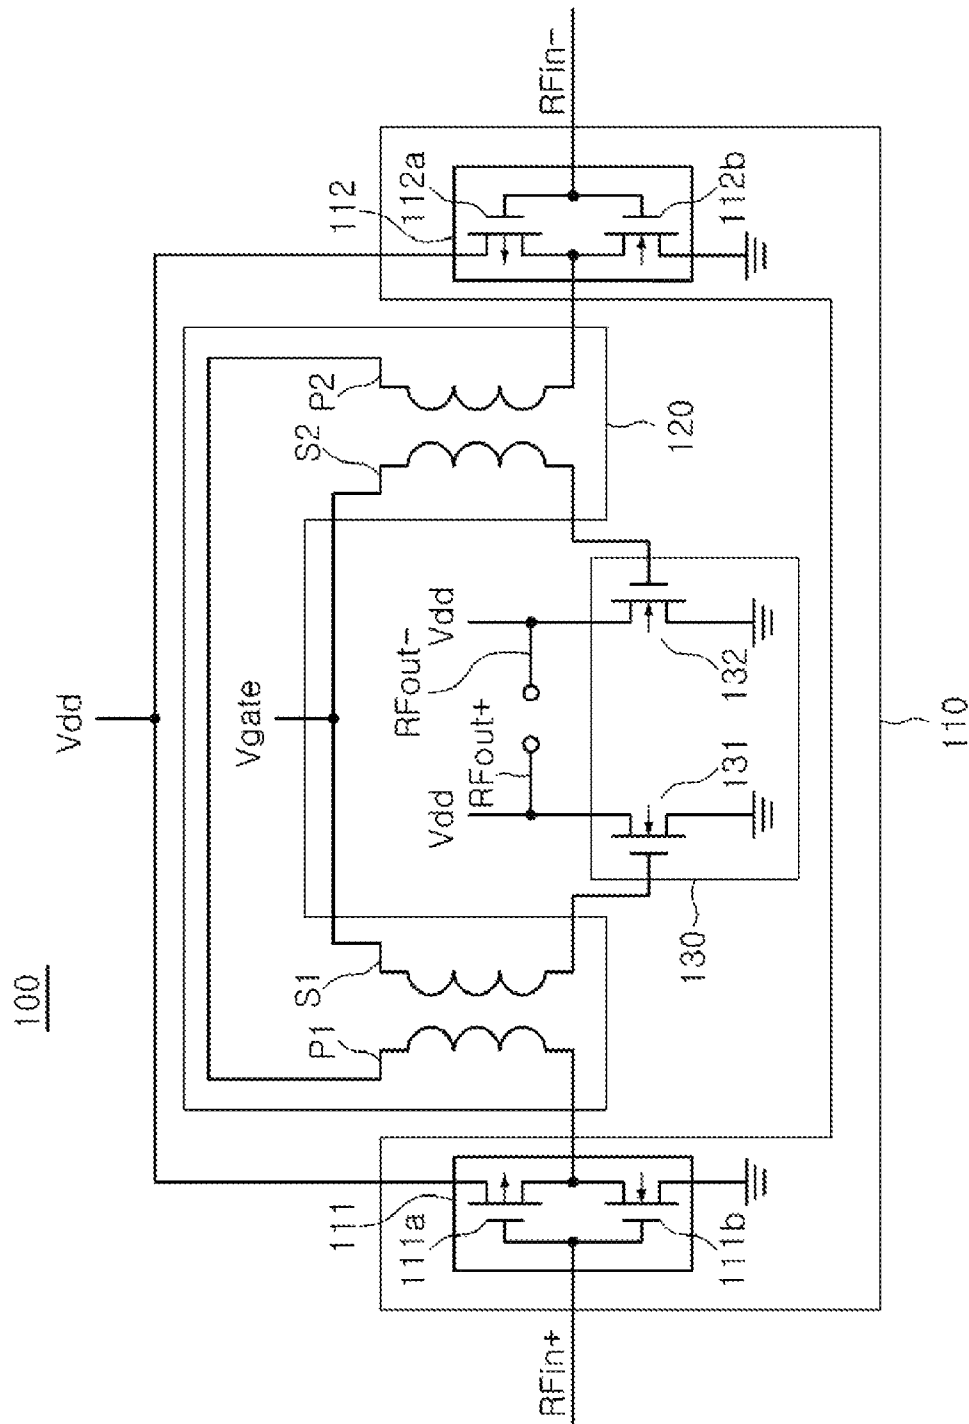 100
Vdd
Vgate
P1
S1
S2
P2
111
111a
111b
112
112a
112b
RFin+
RFin-
Vdd
RFout+
RFout-
Vdd
120
130
131
132
110